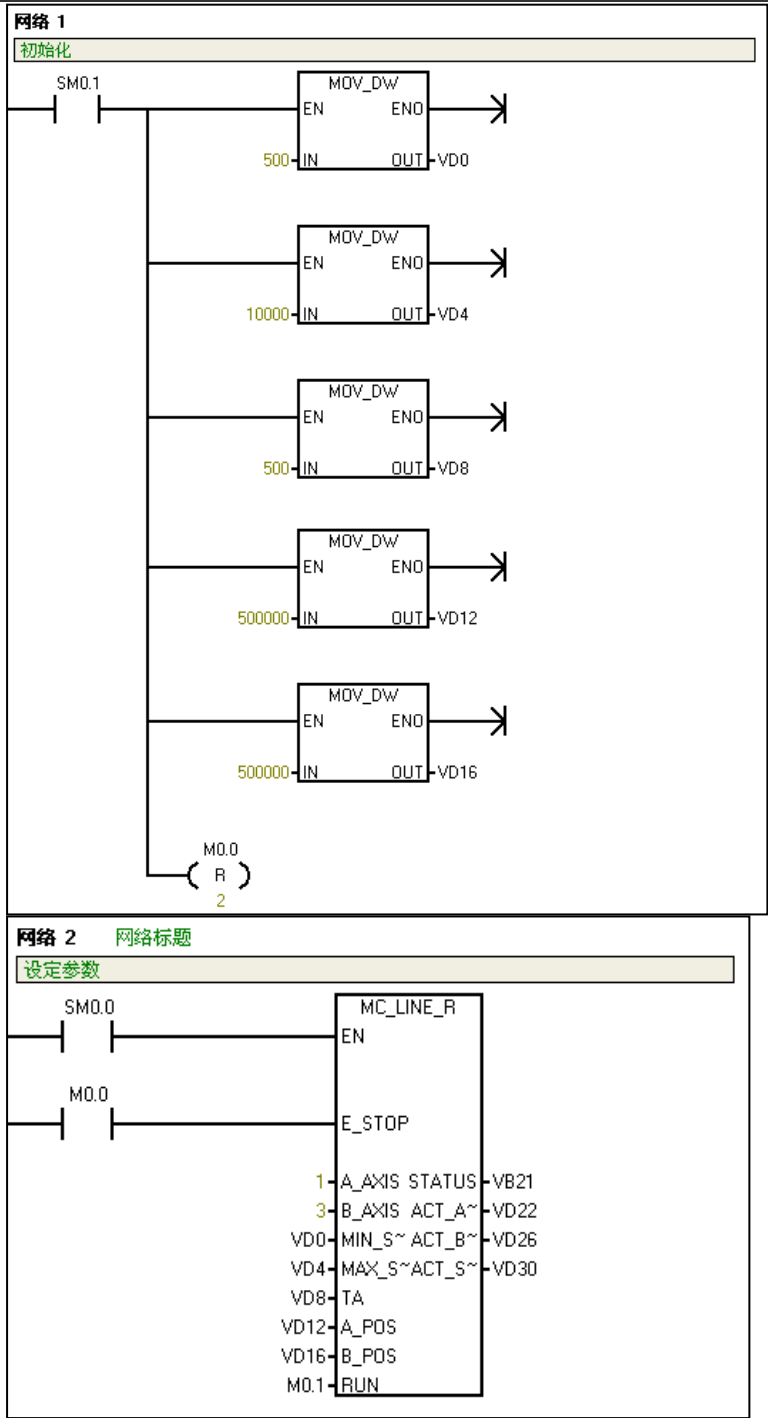 网络 1
初始化
SM0.1
MOV_DW
EN ENO
500 IN OUT VD0
MOV_DW
EN ENO
10000 IN OUT VD4
MOV_DW
EN ENO
500 IN OUT VD8
MOV_DW
EN ENO
500000 IN OUT VD12
MOV_DW
EN ENO
500000 IN OUT VD16
M0.0
R
2
网络 2 网络标题
设定参数
SM0.0 MC_LINE_R
EN
M0.0
E_STOP
1 A_AXIS STATUS VB21
3 B_AXIS ACT_A~ VD22
VD0 MIN_S~ ACT_B~ VD26
VD4 MAX_S~ ACT_S~ VD30
VD8 TA
VD12 A_POS
VD16 B_POS
M0.1 RUN